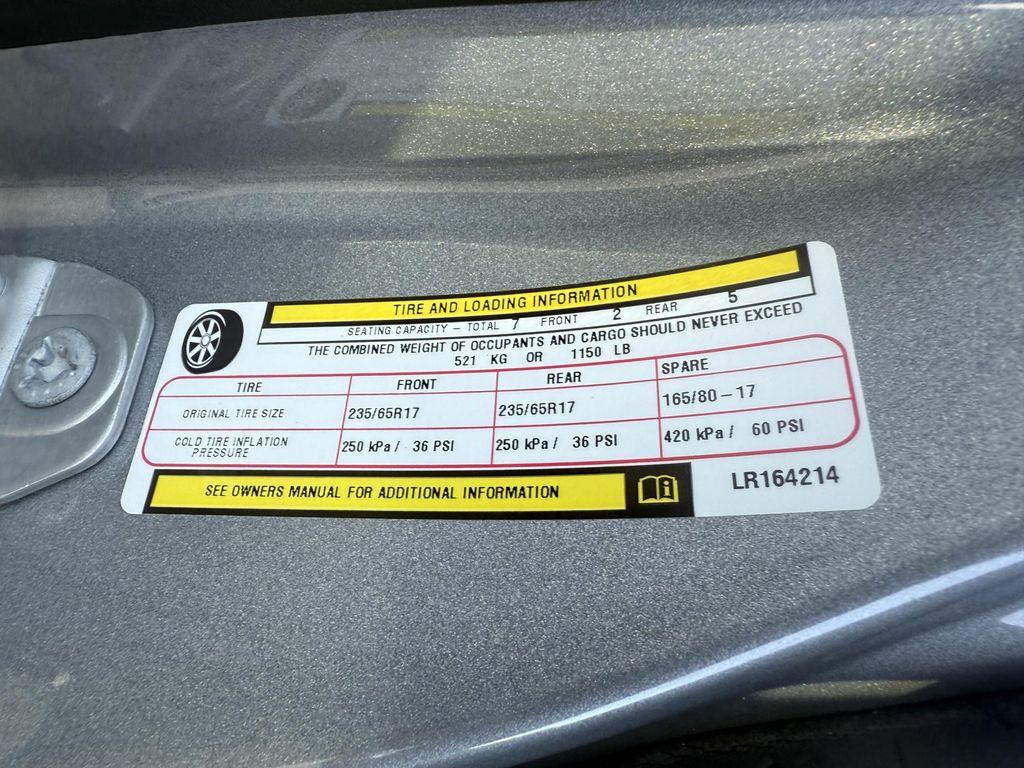 TIRE AND LOADING INFORMATION
SEATING CAPACITY – TOTAL 7 FRONT 2 REAR 5
THE COMBINED WEIGHT OF OCCUPANTS AND CARGO SHOULD NEVER EXCEED
521 KG OR 1150 LB
TIRE FRONT REAR SPARE
ORIGINAL TIRE SIZE 235/65R17 235/65R17 165/80 – 17
COLD TIRE INFLATION PRESSURE 250 kPa / 36 PSI 250 kPa / 36 PSI 420 kPa / 60 PSI
SEE OWNERS MANUAL FOR ADDITIONAL INFORMATION
LR164214